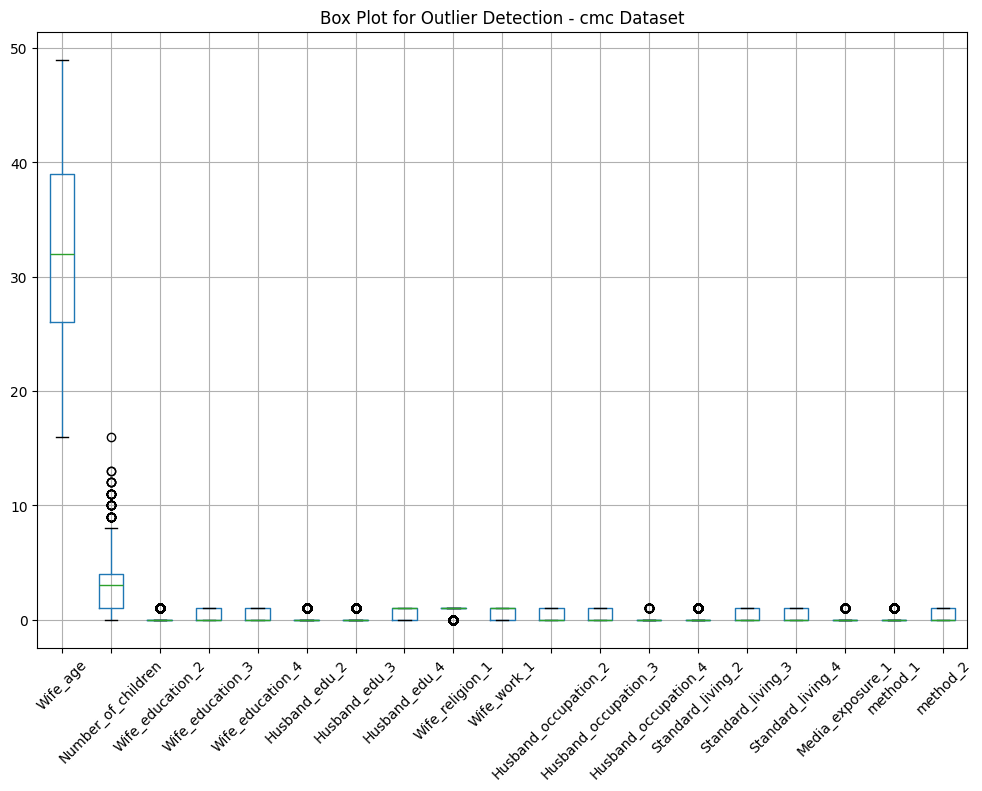 Box Plot for Outlier Detection - cmc Dataset
50
40
30
20
10
0
Wife_age
Number_of_children
Wife_education_2
Wife_education_3
Wife_education_4
Husband_edu_2
Husband_edu_3
Husband_edu_4
Wife_religion_1
Wife_work_1
Husband_occupation_2
Husband_occupation_3
Husband_occupation_4
Standard_living_2
Standard_living_3
Standard_living_4
Media_exposure_1
method_1
method_2